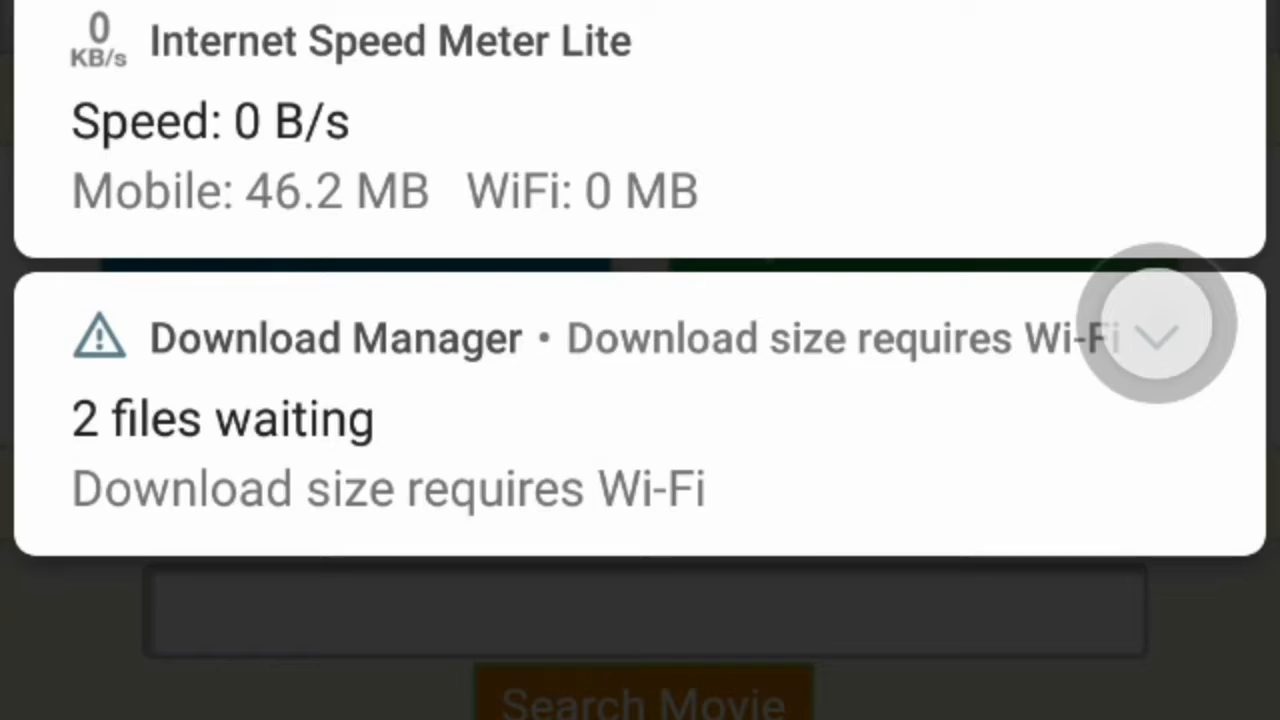 0
KB/s
Internet Speed Meter Lite
Speed: 0 B/s
Mobile: 46.2 MB WiFi: 0 MB
Download Manager • Download size requires Wi-Fi
2 files waiting
Download size requires Wi-Fi
Search Movie